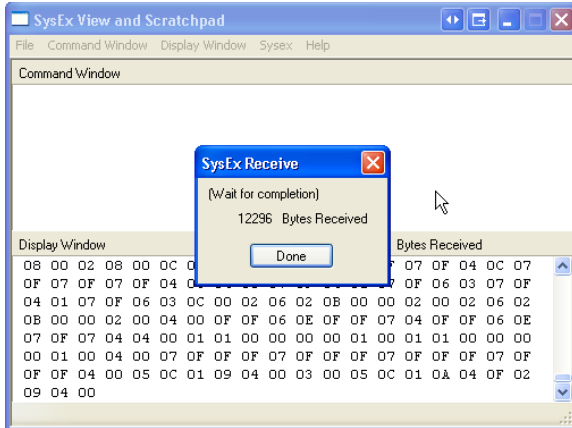 SysEx View and Scratchpad
File Command Window Display Window Sysex Help
Command Window
SysEx Receive
(Wait for completion)
12296 Bytes Received
Done
Display Window Bytes Received
08 00 02 08 00 0C 07 0F 04 0C 07
0F 07 0F 07 0F 04 0F 06 03 07 0F
04 01 07 0F 06 03 0C 00 02 06 02 0B 00 00 02 00 02 06 02
0B 00 00 02 00 04 00 0F 0F 06 0E 0F 0F 07 04 0F 0F 06 0E
07 0F 07 04 04 00 01 01 00 00 00 00 01 00 01 01 00 00 00
00 01 00 04 00 07 0F 0F 0F 07 0F 0F 0F 07 0F 0F 0F 07 0F
0F 0F 04 00 05 0C 01 09 04 00 03 00 05 0C 01 0A 04 0F 02
09 04 00